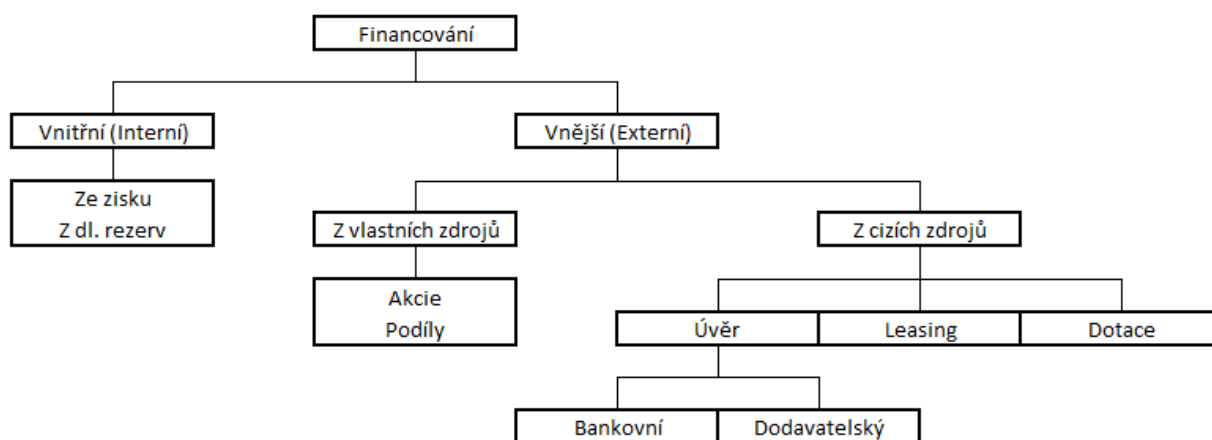 Financování
Vnitřní (Interní)
Vnější (Externí)
Ze zisku
Z dl. rezerv
Z vlastních zdrojů
Z cizích zdrojů
Akcie
Podíly
Úvěr
Leasing
Dotace
Bankovní
Dodavatelský